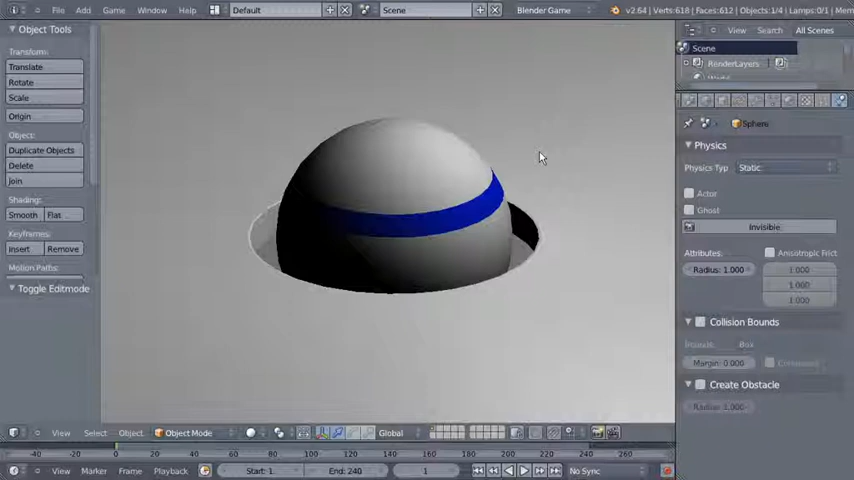 File Add Game Window Help Default Scene Blender Game v2.64 | Verts:618 | Faces:612 | Objects:1/4 | Lamps:0/1 | Mem
Object Tools
Transform:
Translate
Rotate
Scale
Origin
Object:
Duplicate Objects
Delete
Join
Shading:
Smooth Flat
Keyframes:
Insert Remove
Motion Paths:
Toggle Editmode
View Search All Scenes
Scene
RenderLayers
Sphere
Physics
Physics Typ Static
Actor
Ghost
Invisible
Attributes: Anisotropic Frict
Radius: 1.000 1.000
1.000
1.000
Collision Bounds
Box
Margin: 0.000
Create Obstacle
Radius: 1.000
View Select Object Object Mode Global
-40 -20 0 20 40 60 80 100 120 140 160 180 200 220 240 260
View Marker Frame Playback Start: 1 End: 240 1 No Sync